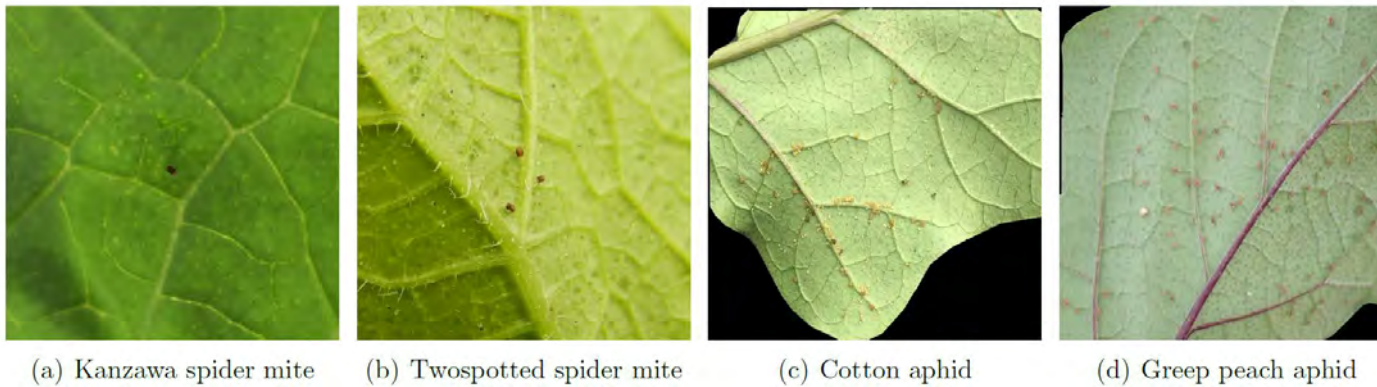 (a) Kanzawa spider mite
(b) Twospotted spider mite
(c) Cotton aphid
(d) Greep peach aphid